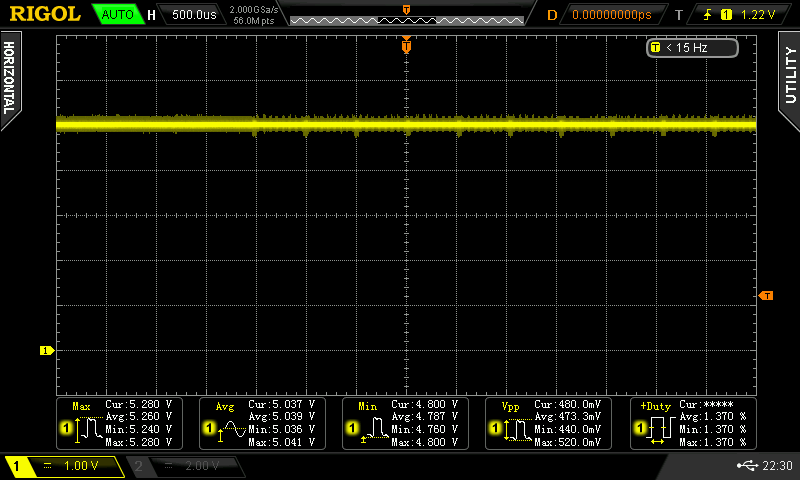 RIGOL AUTO H 500.0us 2.000GSa/s 56.0Mpts D 0.00000000ps T 1 1.22 V
HORIZONTAL
T
T
T < 15 Hz
UTILITY
T
1
Max Avg Min Vpp +Duty
1 Cur:5.280 V Avg:5.260 V Min:5.240 V Max:5.280 V
1 Cur:5.037 V Avg:5.039 V Min:5.036 V Max:5.041 V
1 Cur:4.800 V Avg:4.787 V Min:4.760 V Max:4.800 V
1 Cur:480.0mV Avg:473.3mV Min:440.0mV Max:520.0mV
1 Cur:***** Avg:1.370 % Min:1.370 % Max:1.370 %
1 1.00 V 2 2.00 V 22:30